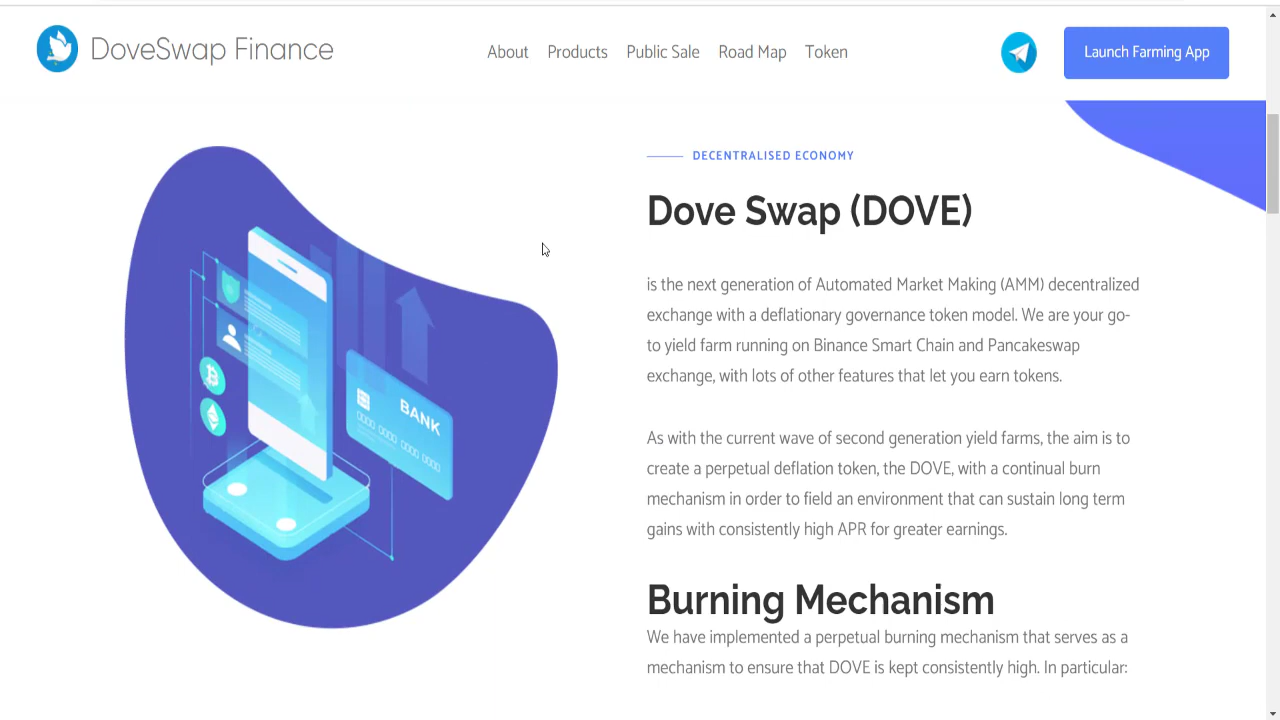 DoveSwap Finance
About Products Public Sale Road Map Token
Launch Farming App
DECENTRALISED ECONOMY
Dove Swap (DOVE)
is the next generation of Automated Market Making (AMM) decentralized
exchange with a deflationary governance token model. We are your go-
to yield farm running on Binance Smart Chain and Pancakeswap
exchange, with lots of other features that let you earn tokens.
As with the current wave of second generation yield farms, the aim is to
create a perpetual deflation token, the DOVE, with a continual burn
mechanism in order to field an environment that can sustain long term
gains with consistently high APR for greater earnings.
BANK
Burning Mechanism
We have implemented a perpetual burning mechanism that serves as a
mechanism to ensure that DOVE is kept consistently high. In particular: